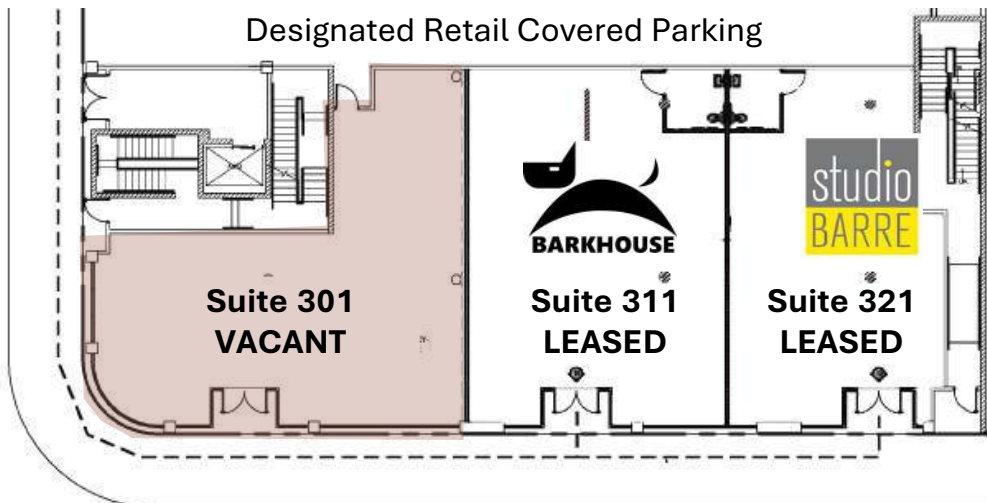 Designated Retail Covered Parking
BARKHOUSE
studio
BARRE
Suite 301
VACANT
Suite 311
LEASED
Suite 321
LEASED